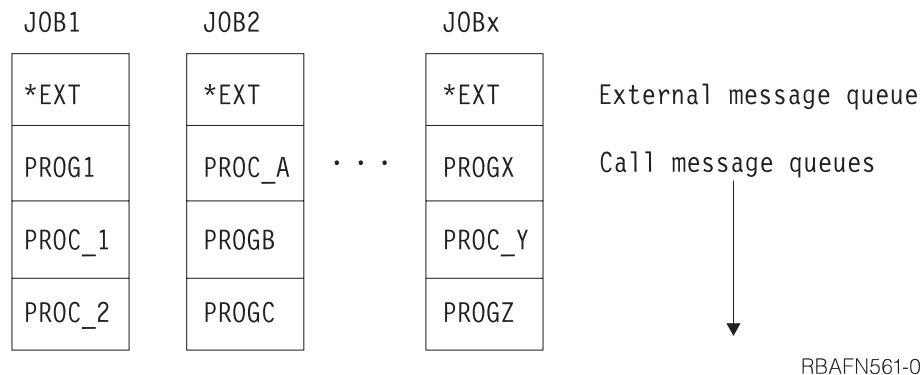 JOB1 JOB2 JOBx
*EXT *EXT *EXT External message queue
PROG1 PROC_A . . . PROGX Call message queues
PROC_1 PROGB PROC_Y
PROC_2 PROGC PROGZ
RBAFN561-0